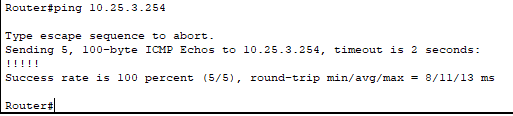 Router#ping 10.25.3.254
Type escape sequence to abort.
Sending 5, 100-byte ICMP Echos to 10.25.3.254, timeout is 2 seconds:
!!!!!
Success rate is 100 percent (5/5), round-trip min/avg/max = 8/11/13 ms
Router#